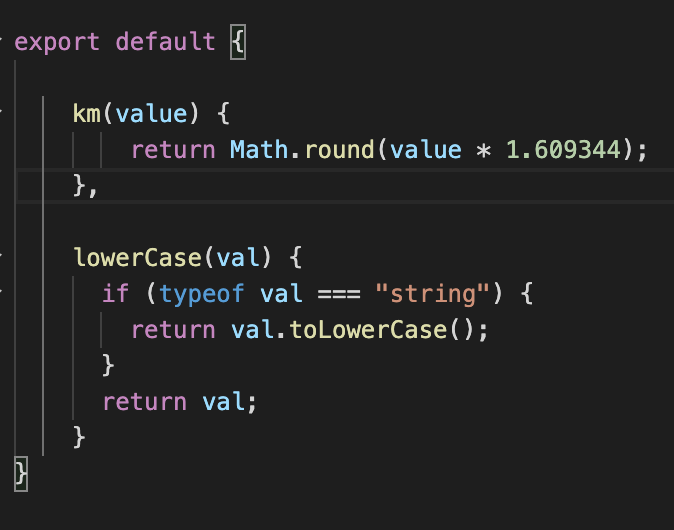 export default {
km(value) {
return Math.round(value * 1.609344);
},
lowerCase(val) {
if (typeof val === "string") {
return val.toLowerCase();
}
return val;
}
}